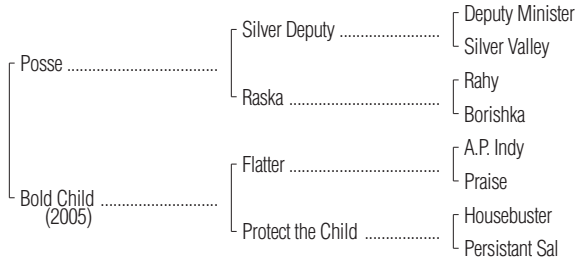 Deputy Minister
Silver Deputy ....................
Silver Valley
Posse ..............................
Rahy
Raska ..............................
Borishka
A.P. Indy
Flatter ..............................
Praise
Bold Child ........................
(2005)
Housebuster
Protect the Child ...............
Persistant Sal